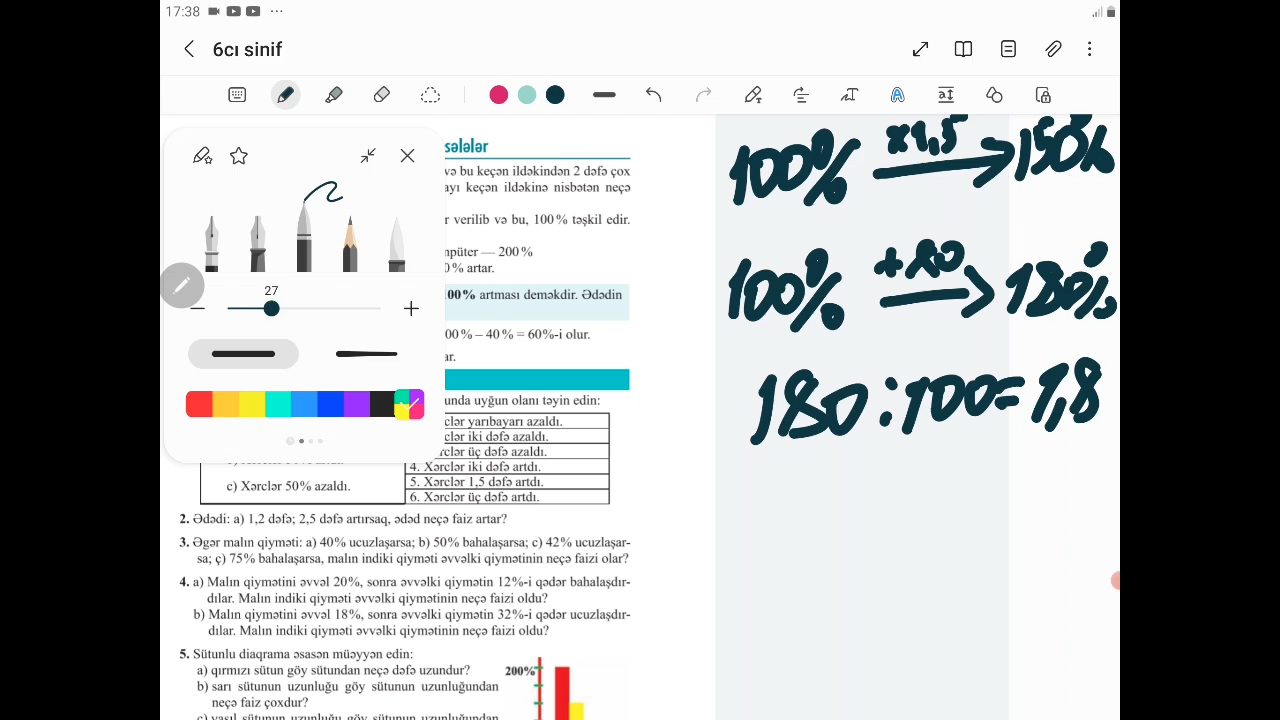 17:38
6cı sinif
sələlər
100% ×1,5 → 150%
və bu keçən ildəkindən 2 dəfə çox
ayı keçən ildəkinə nisbətən neçə
r verilib və bu, 100% təşkil edir.
npüter — 200%
0% artar.
100% +80 → 180%
27
100% artması deməkdir. Ədədin
00% – 40% = 60%-i olur.
ar.
180:100=1,8
unda uyğun olanı təyin edin:
clər yarıbayarı azaldı.
clər iki dəfə azaldı.
rclər üç dəfə azaldı.
4. Xərclər iki dəfə artdı.
c) Xərclər 50% azaldı.
5. Xərclər 1,5 dəfə artdı.
6. Xərclər üç dəfə artdı.
2. Ədədi: a) 1,2 dəfə; 2,5 dəfə artırsaq, ədəd neçə faiz artar?
3. Əgər malın qiyməti: a) 40% ucuzlaşarsa; b) 50% bahalaşarsa; c) 42% ucuzlaşar-
sa; ç) 75% bahalaşarsa, malın indiki qiyməti əvvəlki qiymətinin neçə faizi olar?
4. a) Malın qiymətini əvvəl 20%, sonra əvvəlki qiymətin 12%-i qədər bahalaşdır-
dılar. Malın indiki qiyməti əvvəlki qiymətinin neçə faizi oldu?
b) Malın qiymətini əvvəl 18%, sonra əvvəlki qiymətin 32%-i qədər ucuzlaşdır-
dılar. Malın indiki qiyməti əvvəlki qiymətinin neçə faizi oldu?
5. Sütunlu diaqrama əsasən müəyyən edin:
a) qırmızı sütun göy sütundan neçə dəfə uzundur?
200%
b) sarı sütunun uzunluğu göy sütunun uzunluğundan
neçə faiz çoxdur?
c) yaşıl sütunun uzunluğu göy sütunun uzunluğundan